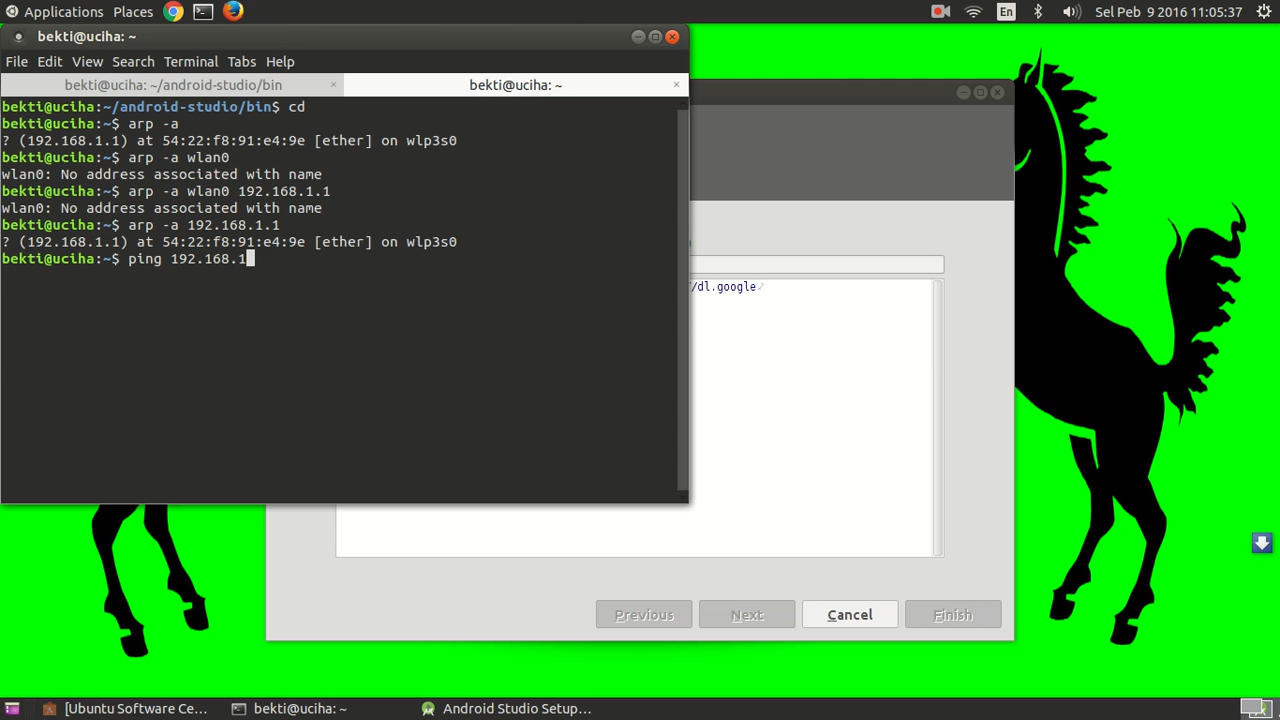 Applications Places En Sel Peb 9 2016 11:05:37
bekti@uciha: ~
File Edit View Search Terminal Tabs Help
bekti@uciha: ~/android-studio/bin × bekti@uciha: ~ ×
bekti@uciha:~/android-studio/bin$ cd
bekti@uciha:~$ arp -a
? (192.168.1.1) at 54:22:f8:91:e4:9e [ether] on wlp3s0
bekti@uciha:~$ arp -a wlan0
wlan0: No address associated with name
bekti@uciha:~$ arp -a wlan0 192.168.1.1
wlan0: No address associated with name
bekti@uciha:~$ arp -a 192.168.1.1
? (192.168.1.1) at 54:22:f8:91:e4:9e [ether] on wlp3s0
bekti@uciha:~$ ping 192.168.1
/dl.google
Previous Next Cancel Finish
[Ubuntu Software Ce... bekti@uciha: ~ Android Studio Setup...